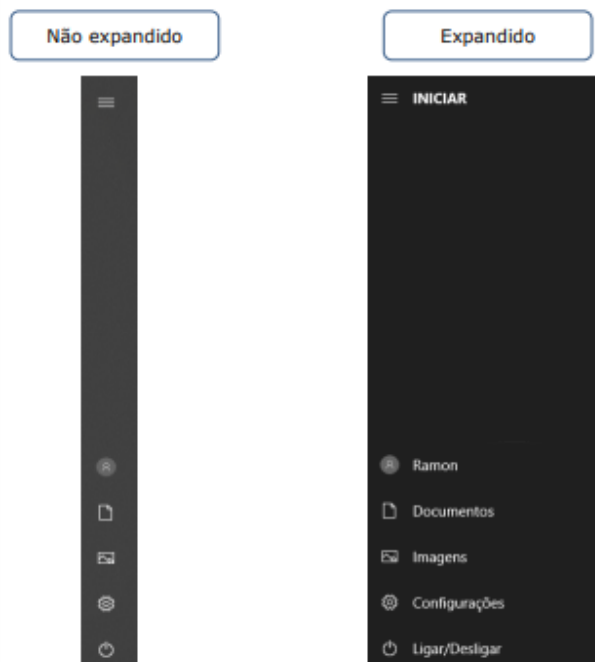 Não expandido
Expandido
INICIAR
Ramon
Documentos
Imagens
Configurações
Ligar/Desligar